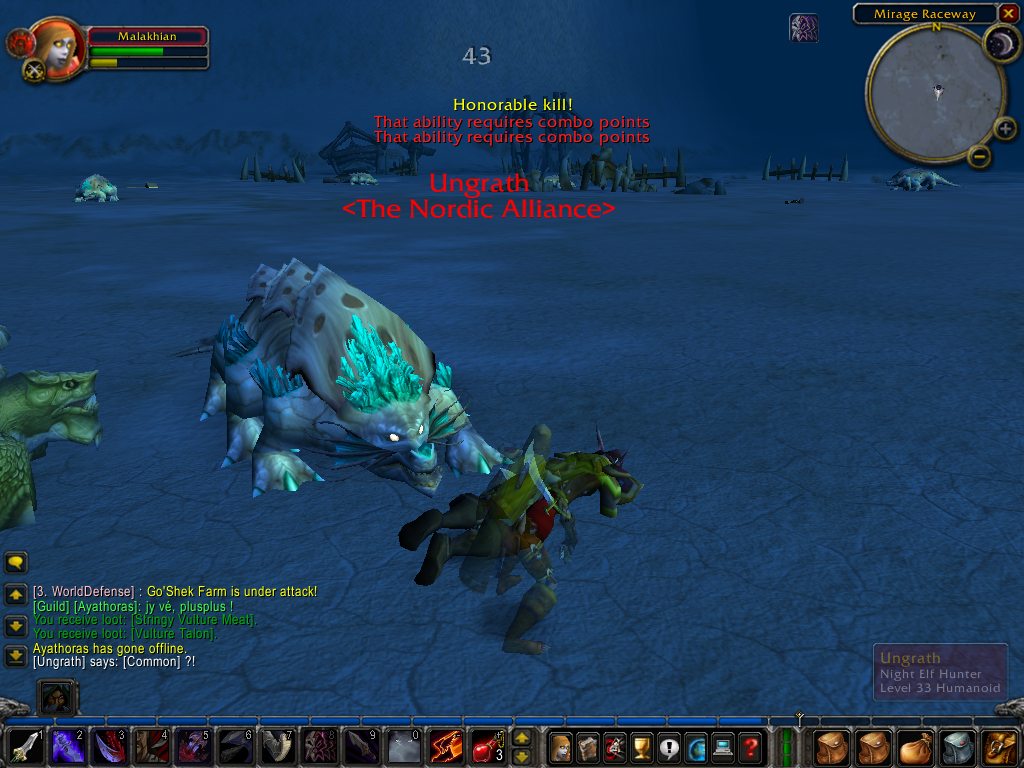 Malakhian
Mirage Raceway
N
43
Honorable kill!
That ability requires combo points
That ability requires combo points
Ungrath
<The Nordic Alliance>
[3. WorldDefense] : Go'Shek Farm is under attack!
[Guild] [Ayathoras]: jy vé, plusplus !
You receive loot: [Stringy Vulture Meat].
You receive loot: [Vulture Talon].
Ayathoras has gone offline.
[Ungrath] says: [Common] ?!
Ungrath
Night Elf Hunter
Level 33 Humanoid
1 2 3 4 5 6 7 8 9 0 -
3